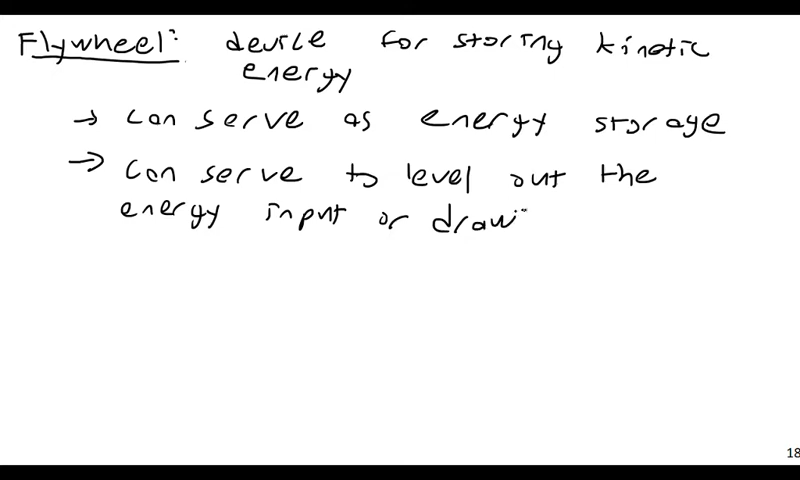 Flywheel: device for storing kinetic
energy
→ can serve as energy storage
→ can serve to level out the
energy input or draw
18